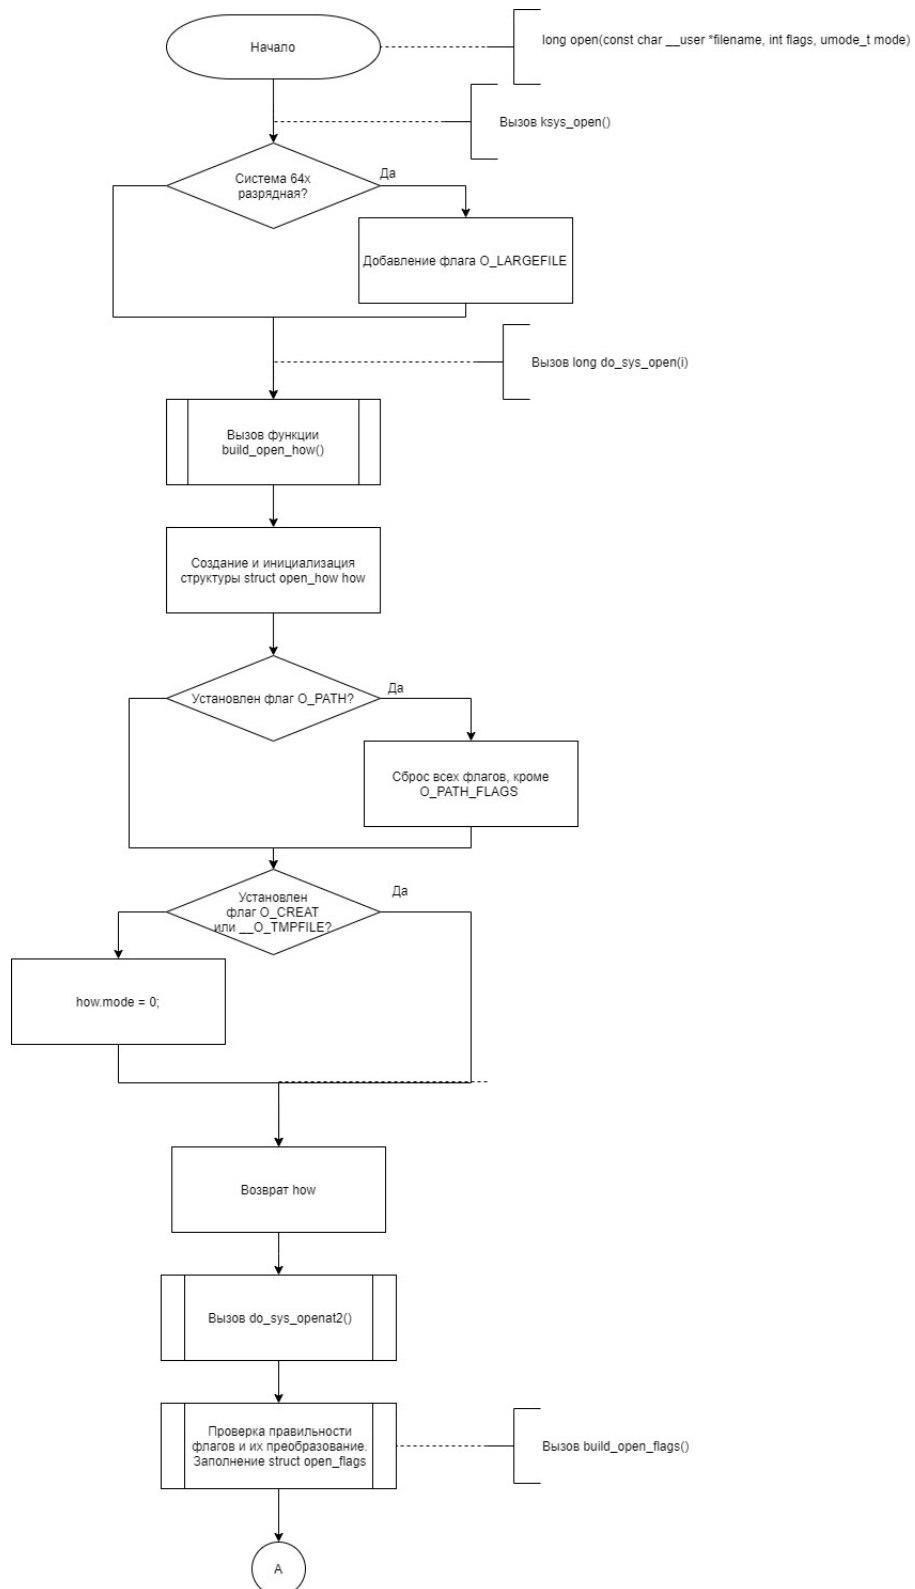 Начало
long open(const char __user *filename, int flags, umode_t mode)
Вызов ksys_open()
Система 64х
разрядная?
Да
Добавление флага O_LARGEFILE
Вызов long do_sys_open(i)
Вызов функции
build_open_how()
Создание и инициализация
структуры struct open_how how
Установлен флаг O_PATH?
Да
Сброс всех флагов, кроме
O_PATH_FLAGS
Установлен
флаг O_CREAT
или __O_TMPFILE?
Да
how.mode = 0;
Возврат how
Вызов do_sys_openat2()
Проверка правильности
флагов и их преобразование.
Заполнение struct open_flags
Вызов build_open_flags()
A